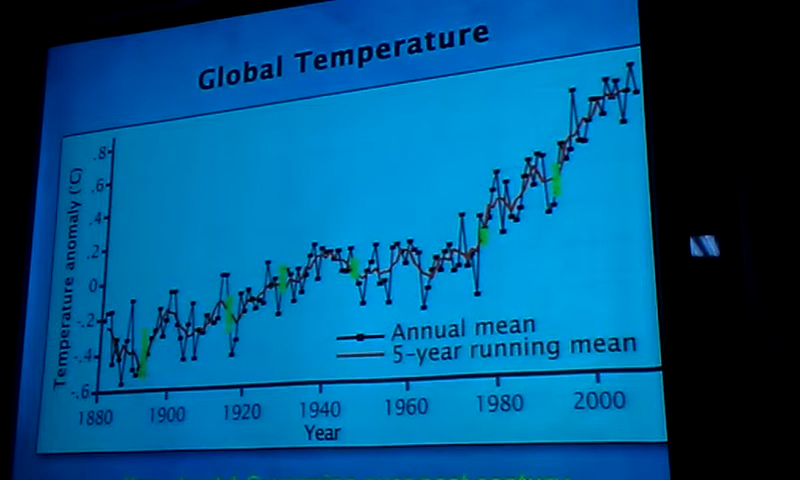 Global Temperature
Temperature anomaly (°C)
.8
.6
.4
.2
0
-.2
-.4
-.6
Annual mean
5-year running mean
1880 1900 1920 1940 1960 1980 2000
Year